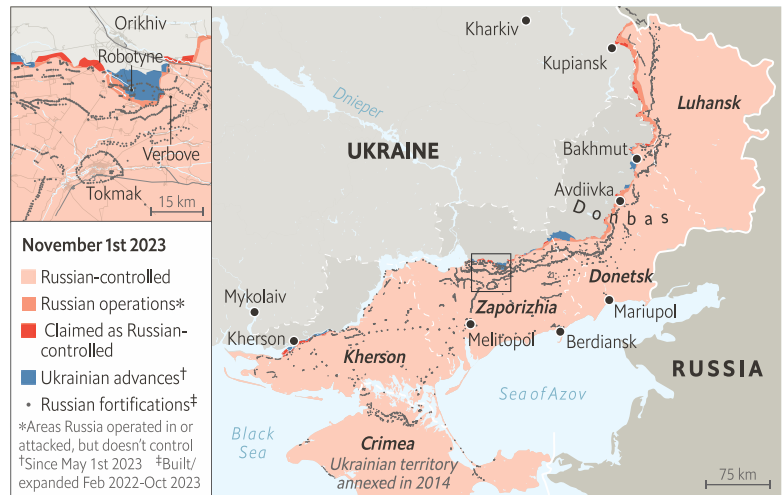 Orikhiv
Robotyne
Verbove
Tokmak
15 km
November 1st 2023
Russian-controlled
Russian operations*
Claimed as Russian-
controlled
Ukrainian advances†
Russian fortifications‡
*Areas Russia operated in or
attacked, but doesn't control
†Since May 1st 2023 ‡Built/
expanded Feb 2022-Oct 2023
Kharkiv
Kupiansk
Luhansk
Dnieper
UKRAINE
Bakhmut
Avdiivka
Donbas
Donetsk
Mykolaiv
Zaporizhia
Mariupol
Kherson
Melitopol
Berdiansk
Kherson
RUSSIA
Sea of Azov
Black
Sea
Crimea
Ukrainian territory
annexed in 2014
75 km